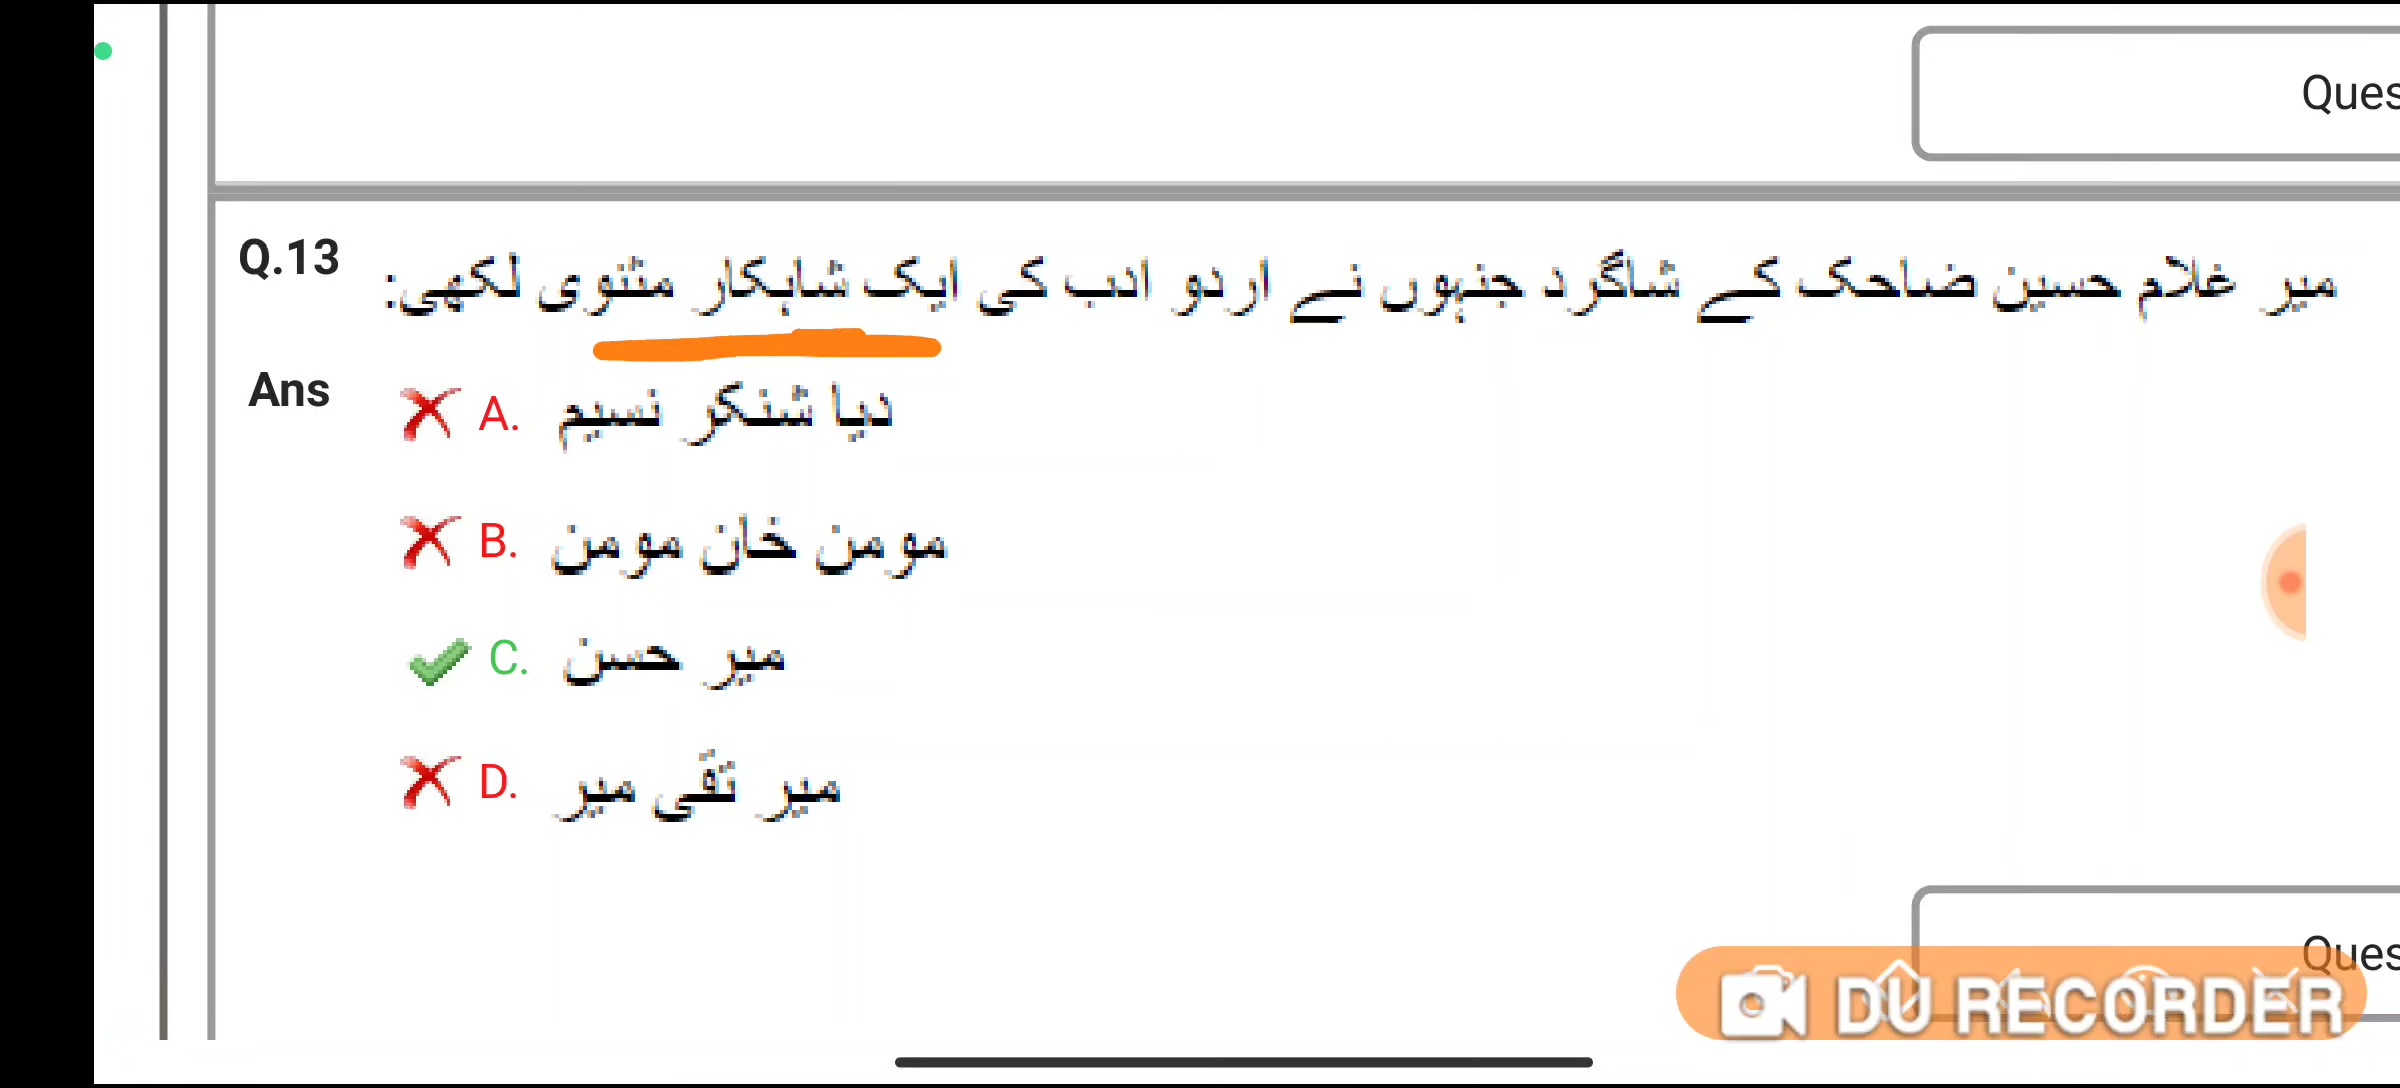 Ques
Q.13 میر غلام حسین ضاحک کے شاگرد جنہوں نے اردو ادب کی ایک شاہکار مثنوی لکھی:
Ans
A. دیا شنکر نسیم
B. مومن خان مومن
C. میر حسن
D. میر تقی میر
Ques
DU RECORDER